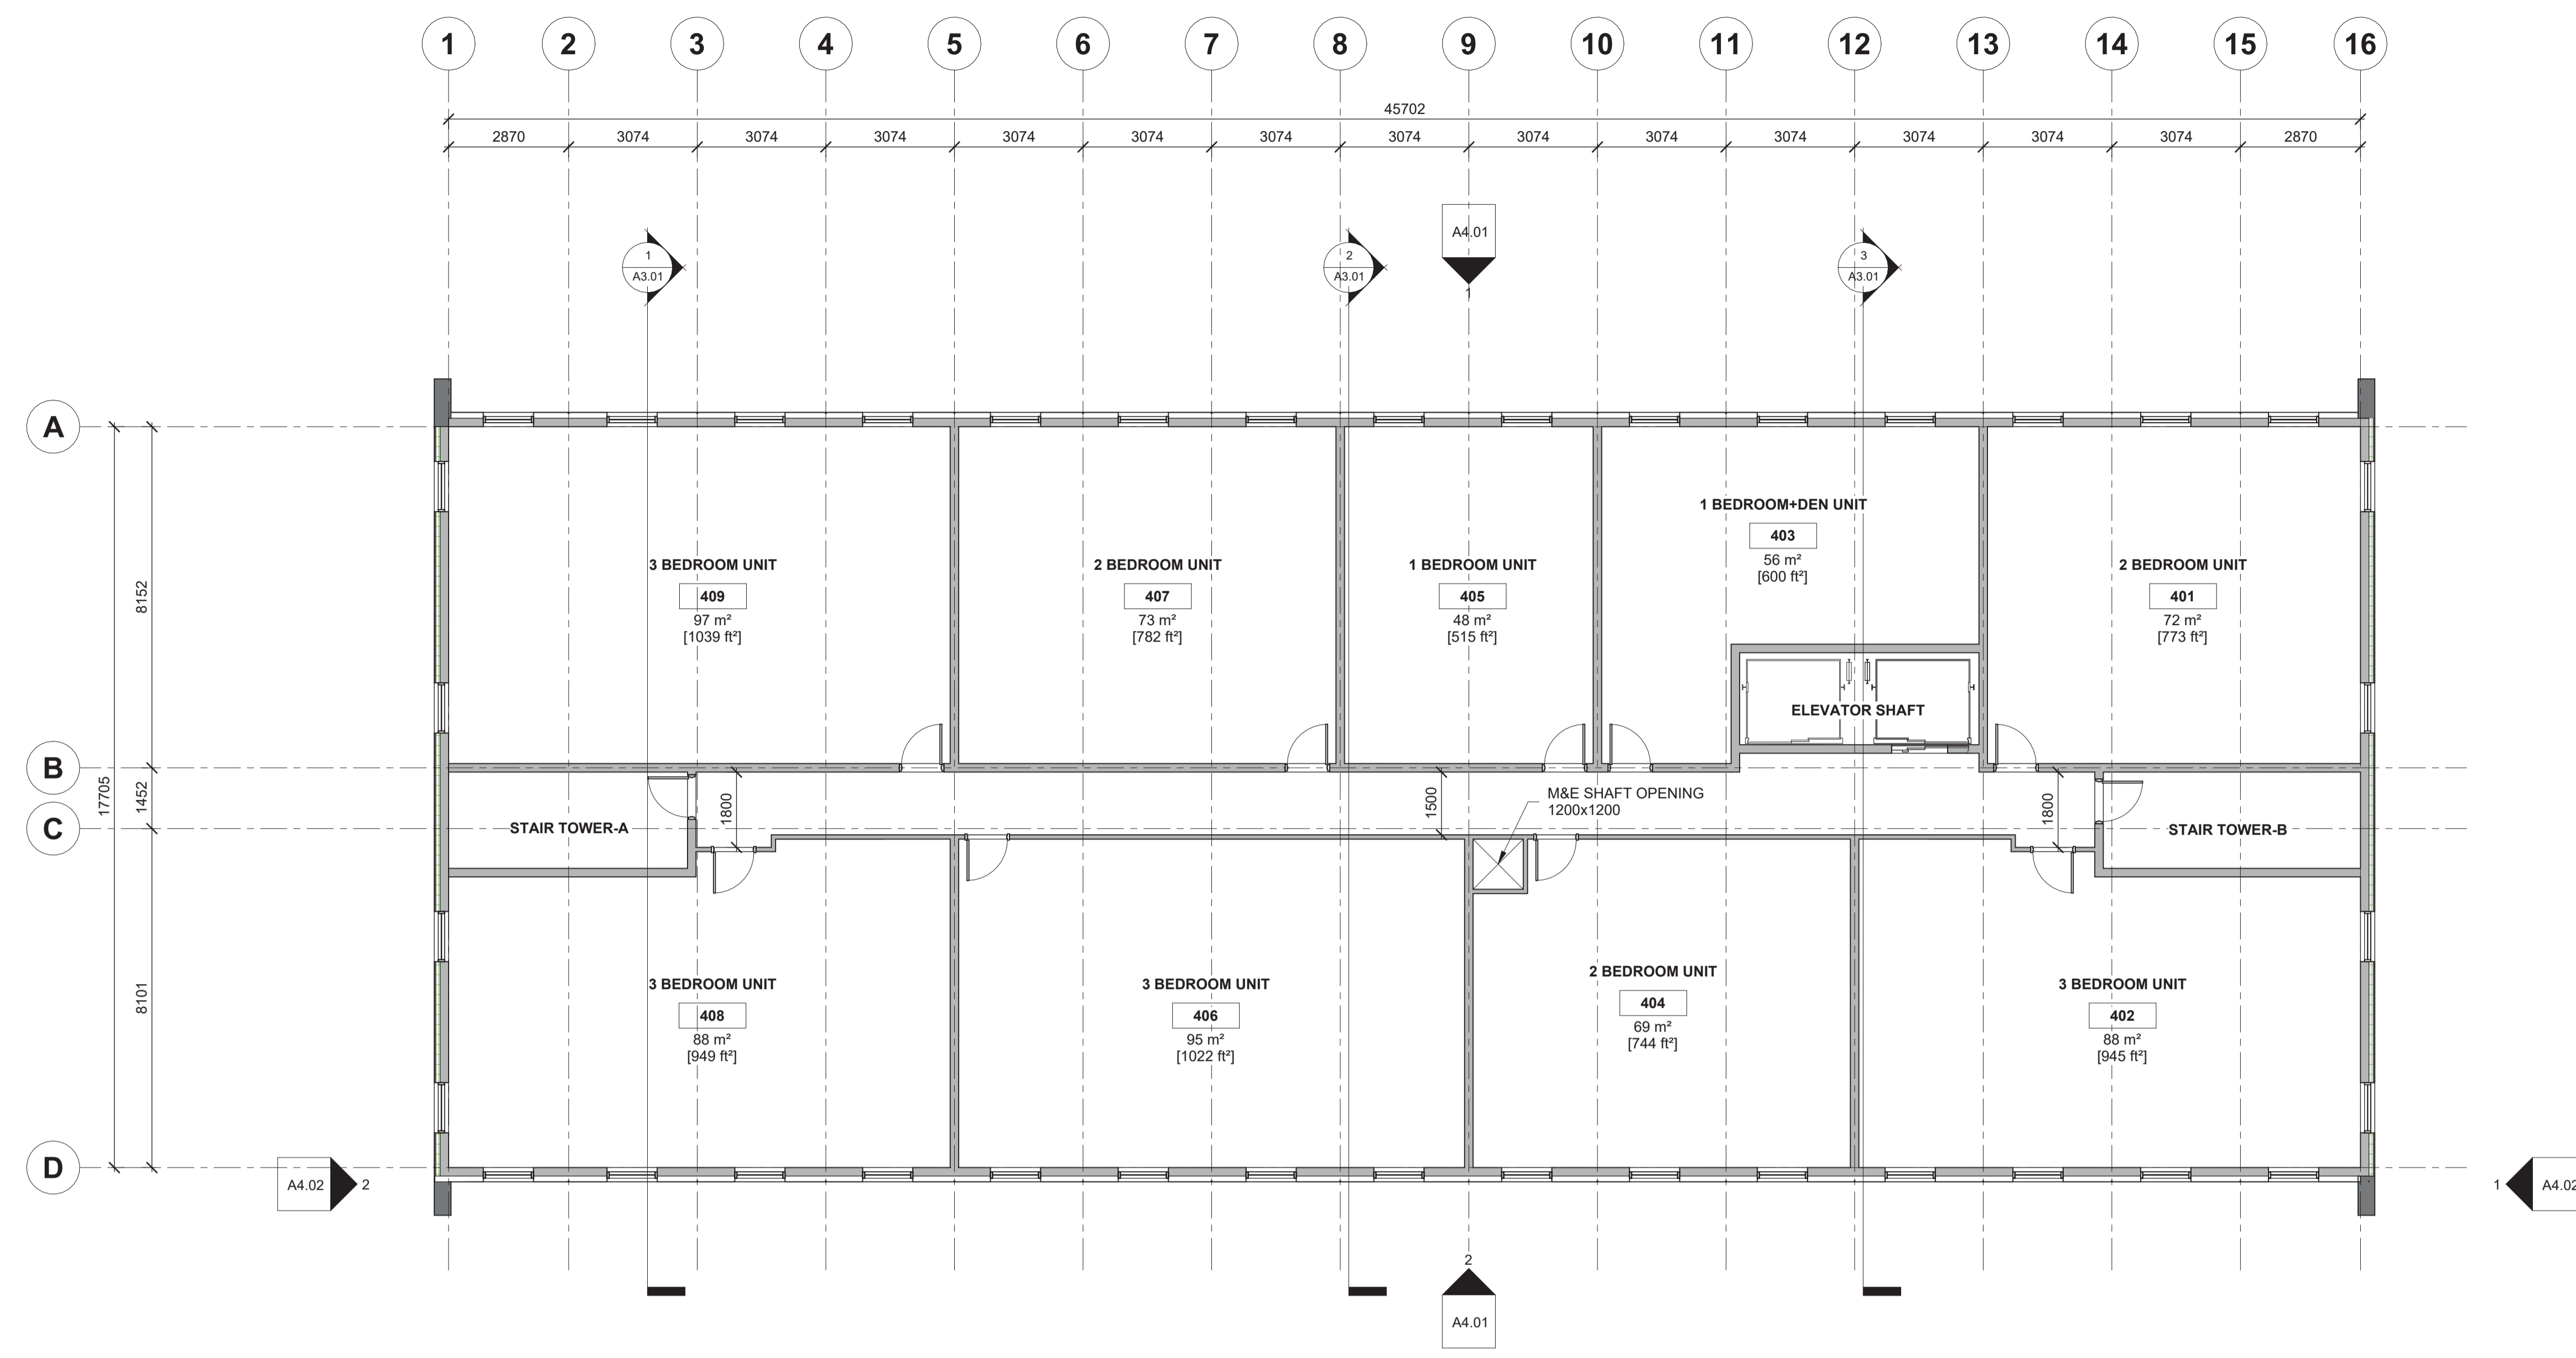 1 2 3 4 5 6 7 8 9 10 11 12 13 14 15 16
45702
2870 3074 3074 3074 3074 3074 3074 3074 3074 3074 3074 3074 3074 3074 2870
A4.01
1
1
A3.01
2
A3.01
3
A3.01
A
B
C
D
17705
8152
1452
8101
3 BEDROOM UNIT
409
97 m²
[1039 ft²]
2 BEDROOM UNIT
407
73 m²
[782 ft²]
1 BEDROOM UNIT
405
48 m²
[515 ft²]
1 BEDROOM+DEN UNIT
403
56 m²
[600 ft²]
2 BEDROOM UNIT
401
72 m²
[773 ft²]
ELEVATOR SHAFT
STAIR TOWER-A
1800
1500
M&E SHAFT OPENING
1200x1200
1800
STAIR TOWER-B
3 BEDROOM UNIT
408
88 m²
[949 ft²]
3 BEDROOM UNIT
406
95 m²
[1022 ft²]
2 BEDROOM UNIT
404
69 m²
[744 ft²]
3 BEDROOM UNIT
402
88 m²
[945 ft²]
A4.02 2
1 A4.02
2
A4.01